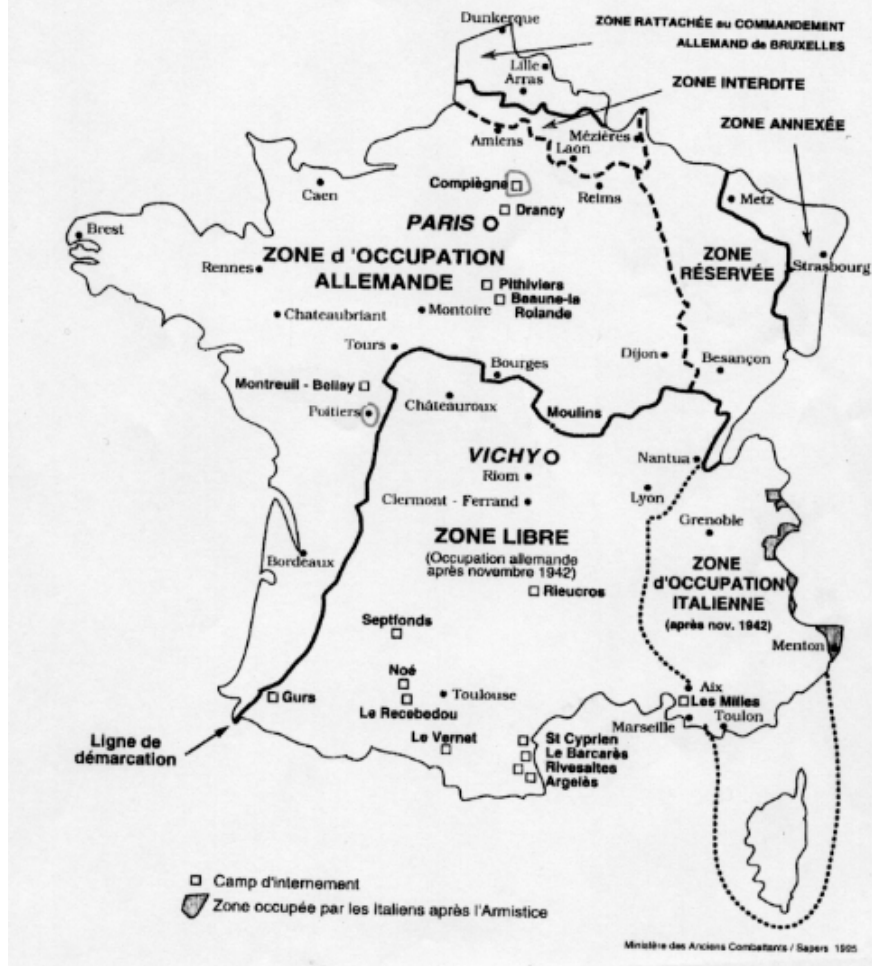 Dunkerque
ZONE RATTACHÉE au COMMANDEMENT
ALLEMAND de BRUXELLES
Lille
Arras
ZONE INTERDITE
ZONE ANNEXÉE
Amiens
Mézières
Laon
Compiègne
Reims
Metz
Caen
Drancy
PARIS
Brest
ZONE d'OCCUPATION
ALLEMANDE
Rennes
ZONE
RÉSERVÉE
Strasbourg
Pithiviers
Beaune-la
Rolande
Chateaubriant
Montoire
Tours
Bourges
Dijon
Besançon
Montreuil - Bellay
Poitiers
Châteauroux
Moulins
VICHY
Nantua
Riom
Lyon
Clermont - Ferrand
Grenoble
ZONE LIBRE
(Occupation allemande
après novembre 1942)
Bordeaux
ZONE
d'OCCUPATION
ITALIENNE
(après nov. 1942)
Rieucros
Septfonds
Menton
Noé
Toulouse
Aix
Gurs
Le Recebedou
Les Milles
Marseille
Toulon
Le Vernet
St Cyprien
Le Barcarès
Rivesaltes
Argelès
Ligne de
démarcation
Camp d'internement
Zone occupée par les Italiens après l'Armistice
Ministère des Anciens Combattants / Sapers 1995